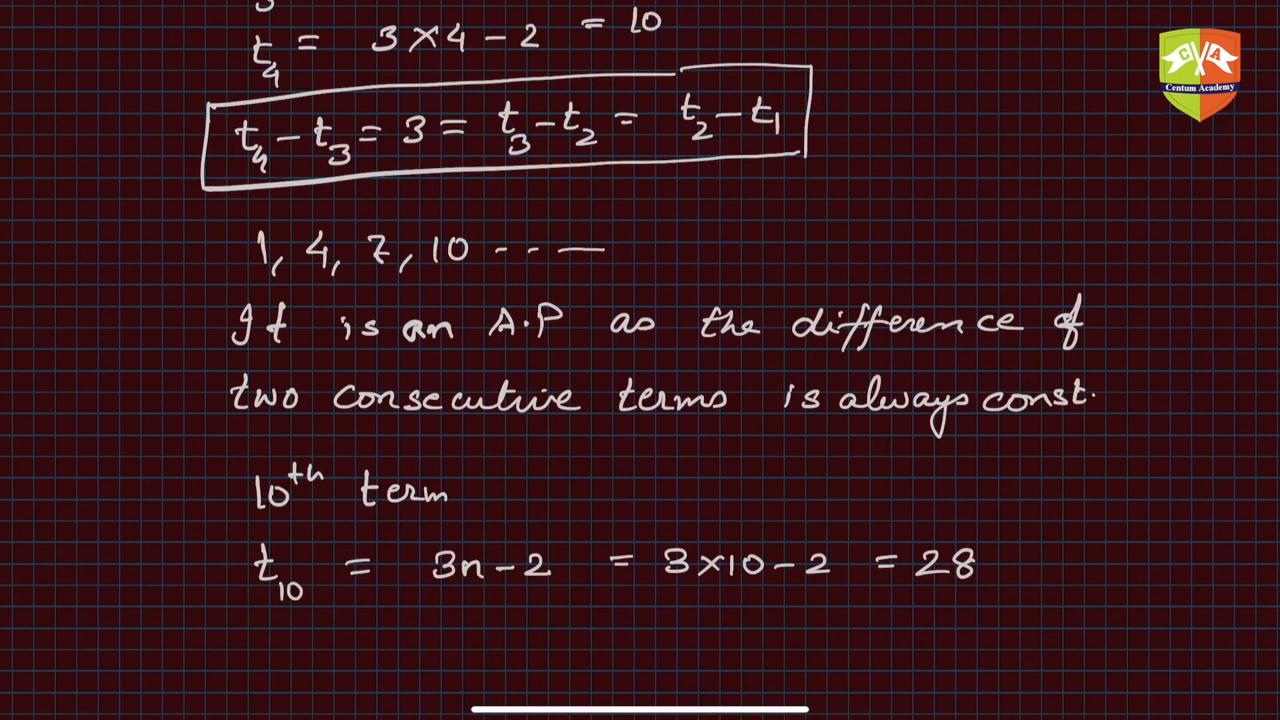 t₄ = 3×4-2 = 10
t₄-t₃ = 3 = t₃-t₂ = t₂-t₁
1, 4, 7, 10 - - —
It is an A.P as the difference of
two consecutive terms is always const.
10th term
t₁₀ = 3n-2 = 3×10-2 = 28
CA
Centum Academy